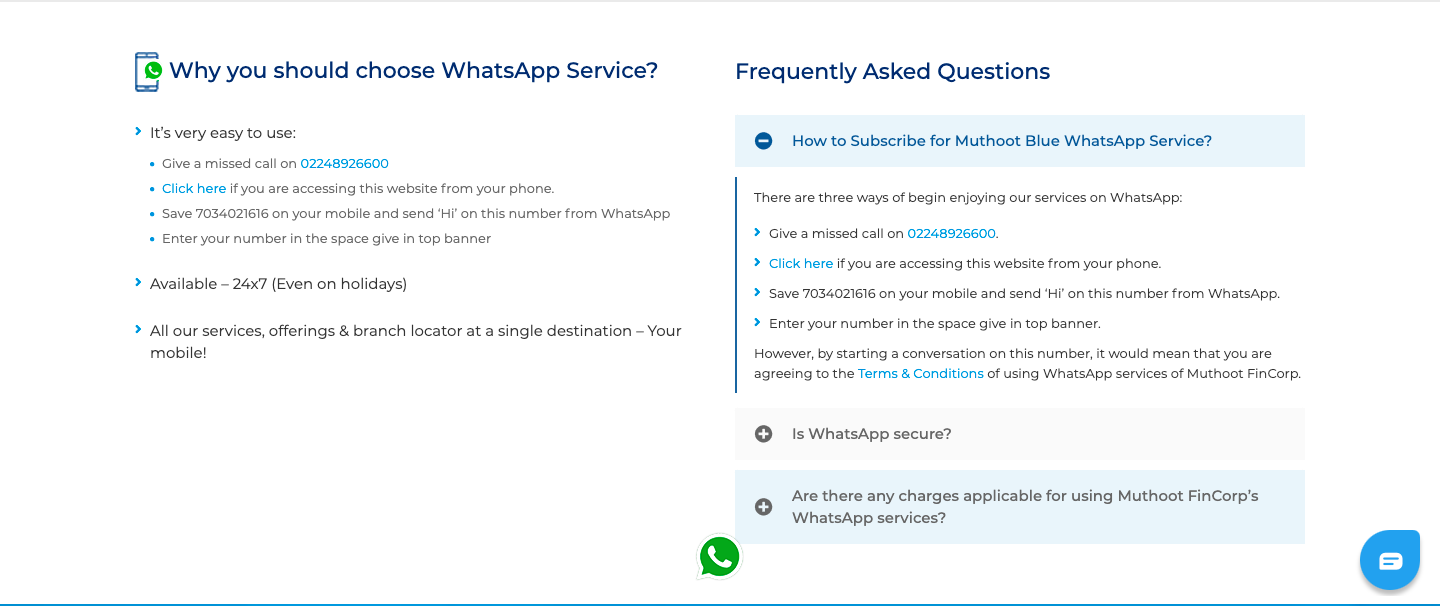 Why you should choose WhatsApp Service?
It’s very easy to use:
Give a missed call on 02248926600
Click here if you are accessing this website from your phone.
Save 7034021616 on your mobile and send ‘Hi’ on this number from WhatsApp
Enter your number in the space give in top banner
Available – 24x7 (Even on holidays)
All our services, offerings & branch locator at a single destination – Your
mobile!
Frequently Asked Questions
How to Subscribe for Muthoot Blue WhatsApp Service?
There are three ways of begin enjoying our services on WhatsApp:
Give a missed call on 02248926600.
Click here if you are accessing this website from your phone.
Save 7034021616 on your mobile and send ‘Hi’ on this number from WhatsApp.
Enter your number in the space give in top banner.
However, by starting a conversation on this number, it would mean that you are
agreeing to the Terms & Conditions of using WhatsApp services of Muthoot FinCorp.
Is WhatsApp secure?
Are there any charges applicable for using Muthoot FinCorp’s
WhatsApp services?